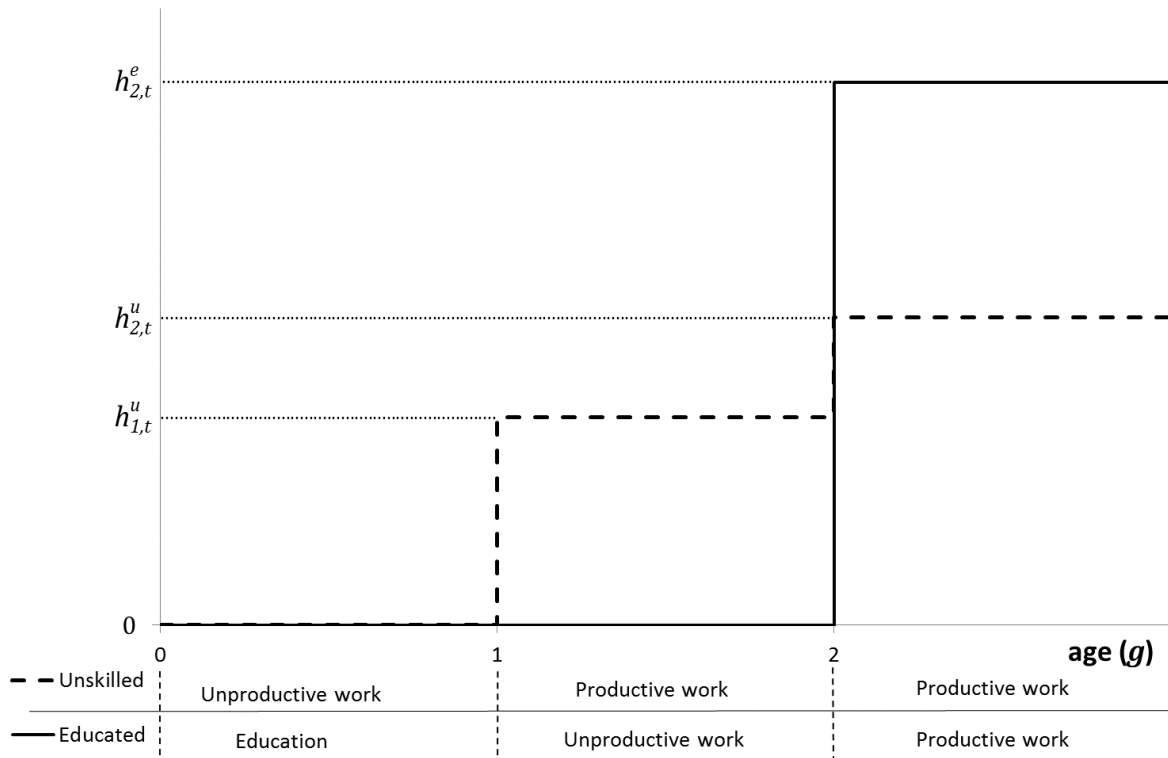 h^e_{2,t}
h^u_{2,t}
h^u_{1,t}
0
0 1 2 age (g)
Unskilled Unproductive work Productive work Productive work
Educated Education Unproductive work Productive work